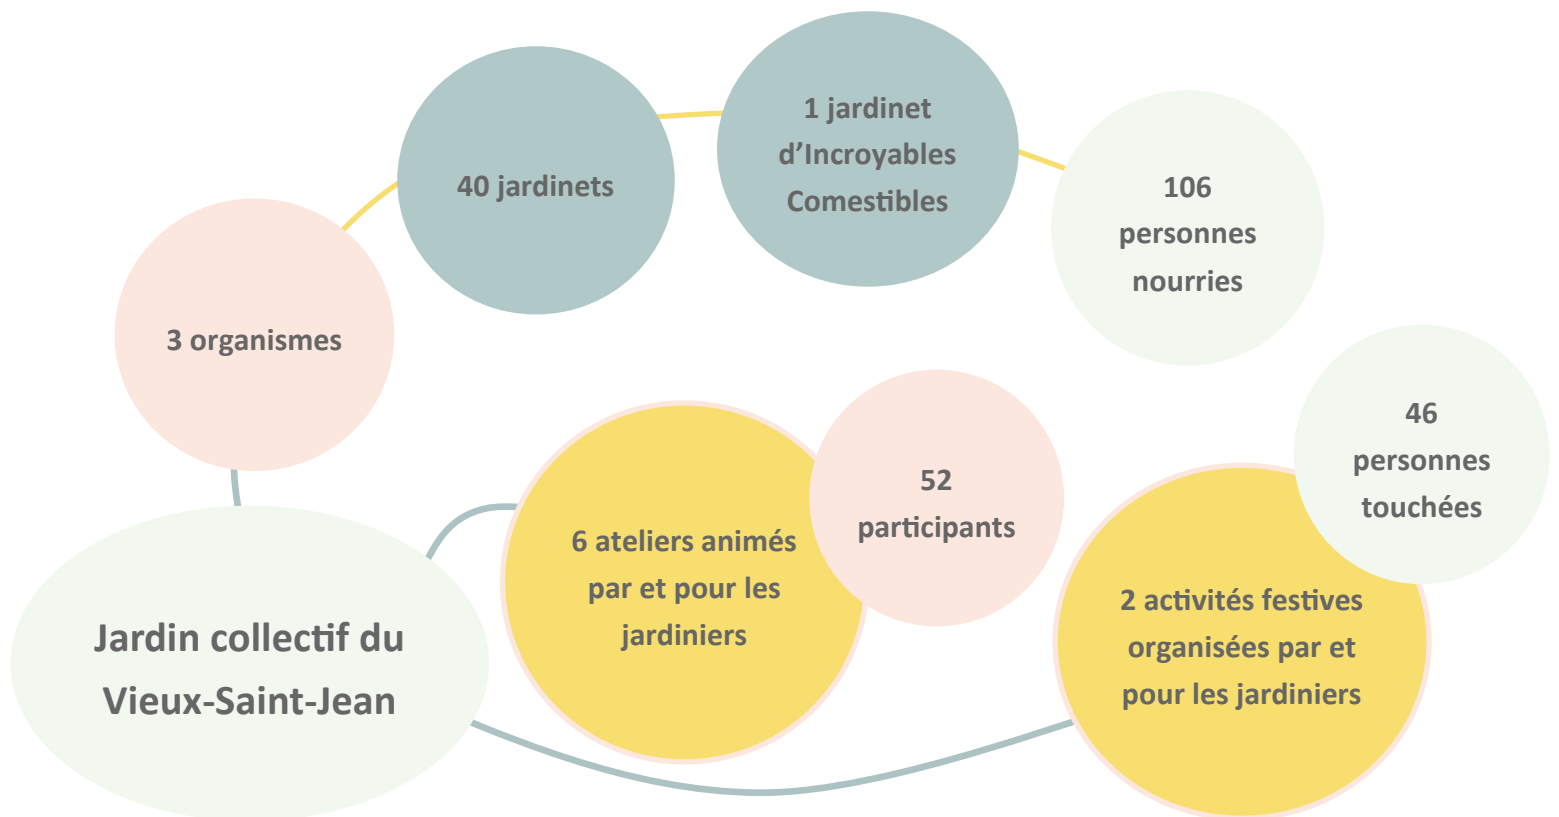 1 jardinet
d’Incroyables
Comestibles
40 jardinets
106
personnes
nourries
3 organismes
46
personnes
touchées
52
participants
6 ateliers animés
par et pour les
jardiniers
2 activités festives
organisées par et
pour les jardiniers
Jardin collectif du
Vieux-Saint-Jean